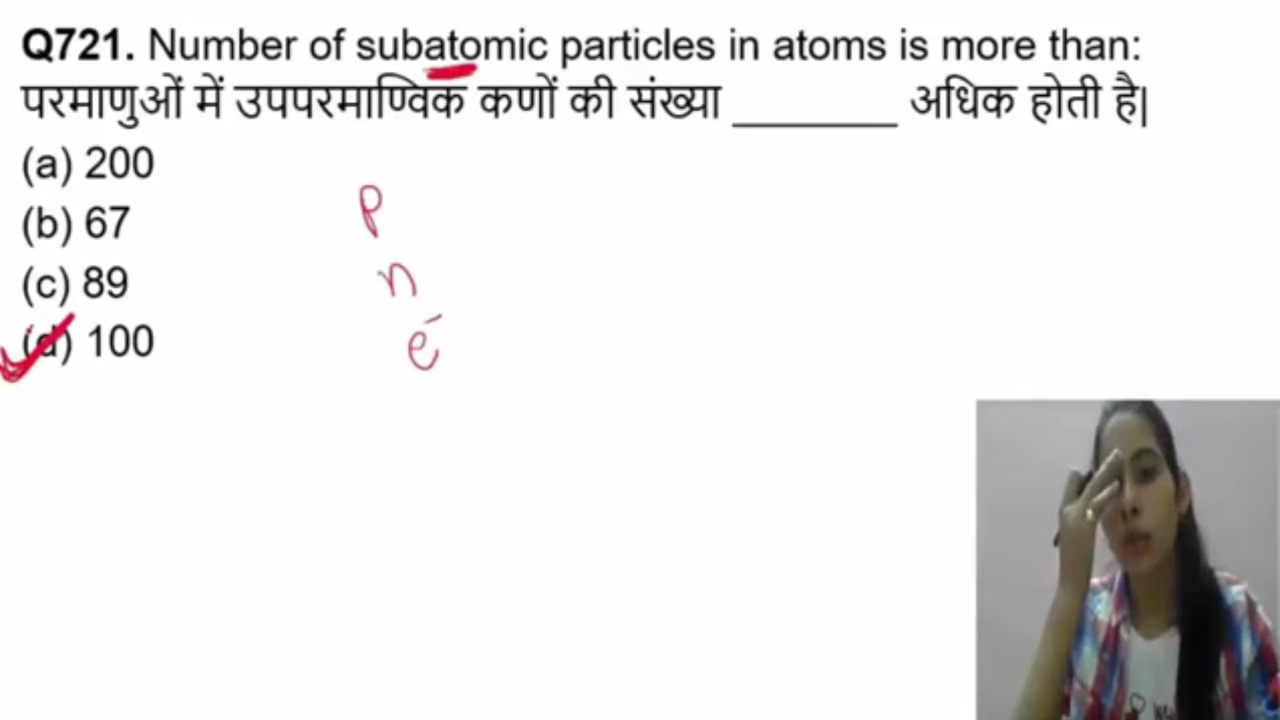 Q721. Number of subatomic particles in atoms is more than:
परमाणुओं में उपपरमाण्विक कणों की संख्या ________ अधिक होती है|
(a) 200
(b) 67
(c) 89
(d) 100
P
n
e⁻